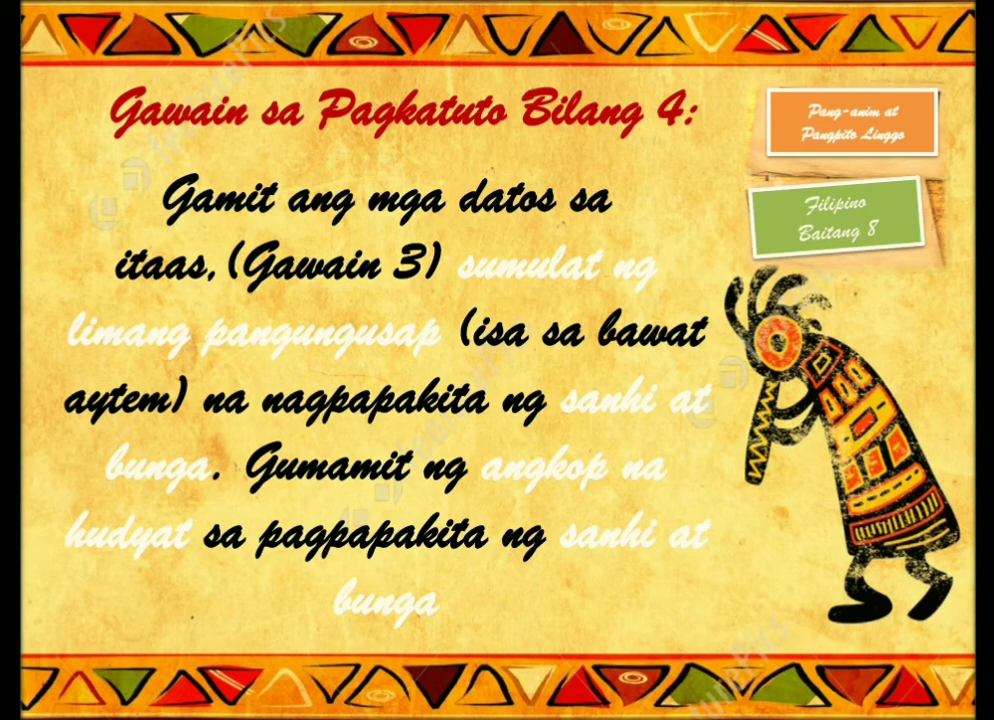 Gawain sa Pagkatuto Bilang 4:
Pang-anim at
Pangpito Linggo
Filipino
Baitang 8
Gamit ang mga datos sa
itaas, (Gawain 3) sumulat ng
limang pangungusap (isa sa bawat
aytem) na nagpapakita ng sanhi at
bunga. Gumamit ng angkop na
hudyat sa pagpapakita ng sanhi at
bunga